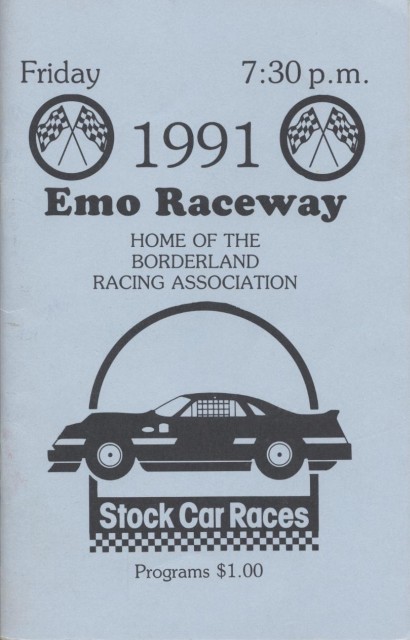 Friday 7:30 p.m.
1991
Emo Raceway
HOME OF THE
BORDERLAND
RACING ASSOCIATION
Stock Car Races
Programs $1.00